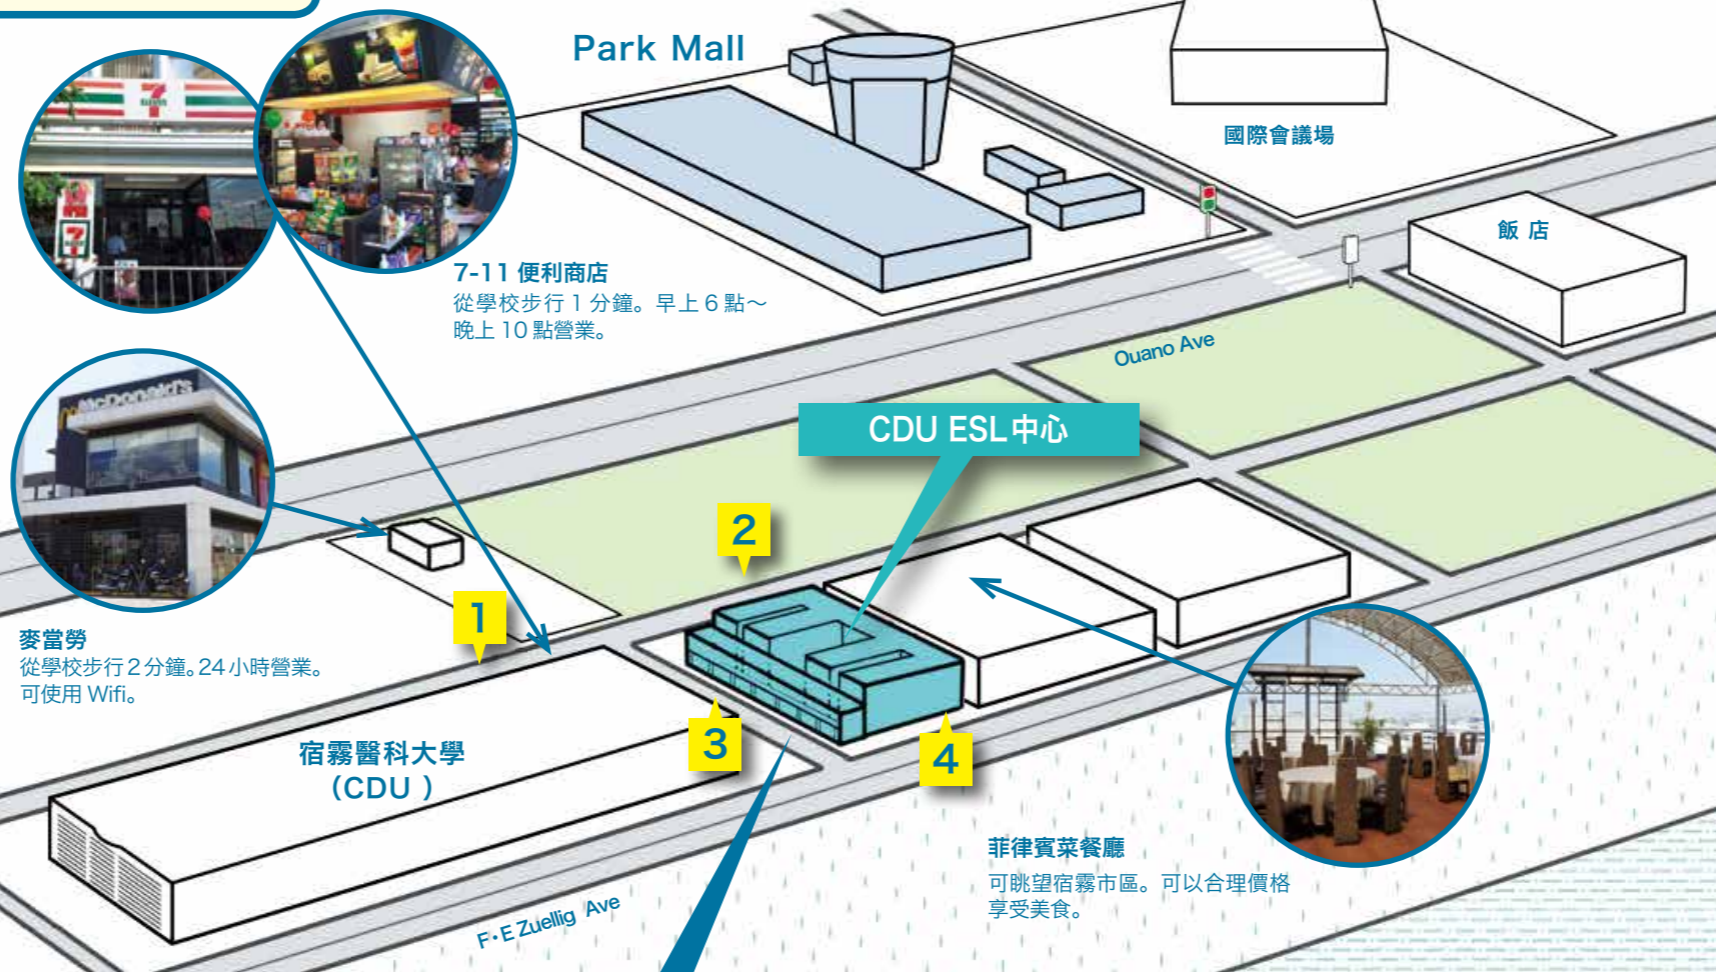 Park Mall
國際會議場
飯店
7-11 便利商店
從學校步行 1 分鐘。早上 6 點～
晚上 10 點營業。
Ouano Ave
McDonald's
CDU ESL中心
2
1
麥當勞
從學校步行 2 分鐘。24 小時營業。
可使用 Wifi。
3
4
宿霧醫科大學
（CDU ）
菲律賓菜餐廳
可眺望宿霧市區。可以合理價格
享受美食。
F・E Zuellig Ave